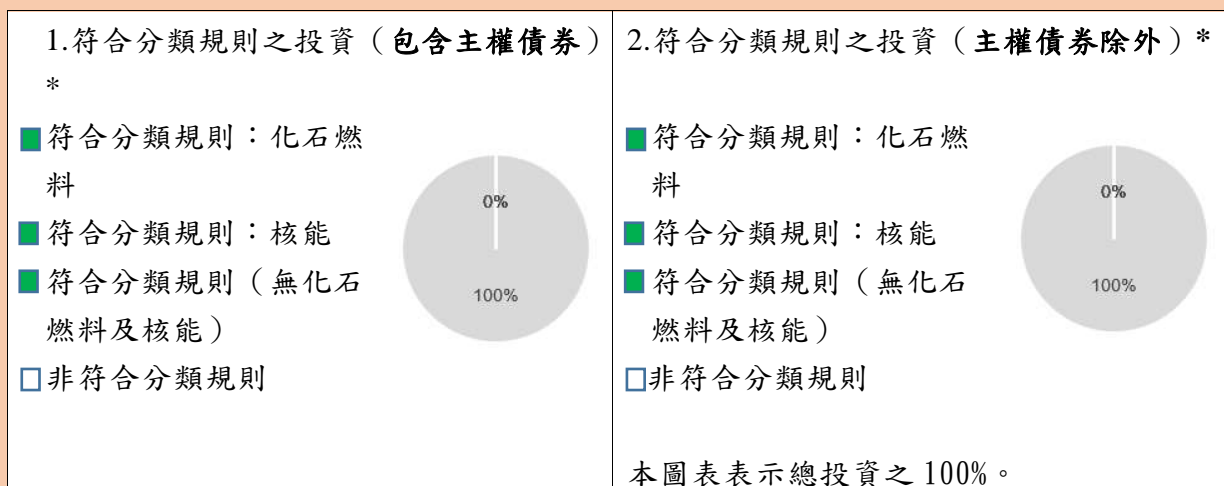 1.符合分類規則之投資（包含主權債券）
*
符合分類規則：化石燃
料
符合分類規則：核能
符合分類規則（無化石
燃料及核能）
非符合分類規則
0%
100%
2.符合分類規則之投資（主權債券除外）*
符合分類規則：化石燃
料
符合分類規則：核能
符合分類規則（無化石
燃料及核能）
非符合分類規則
0%
100%
本圖表表示總投資之 100%。